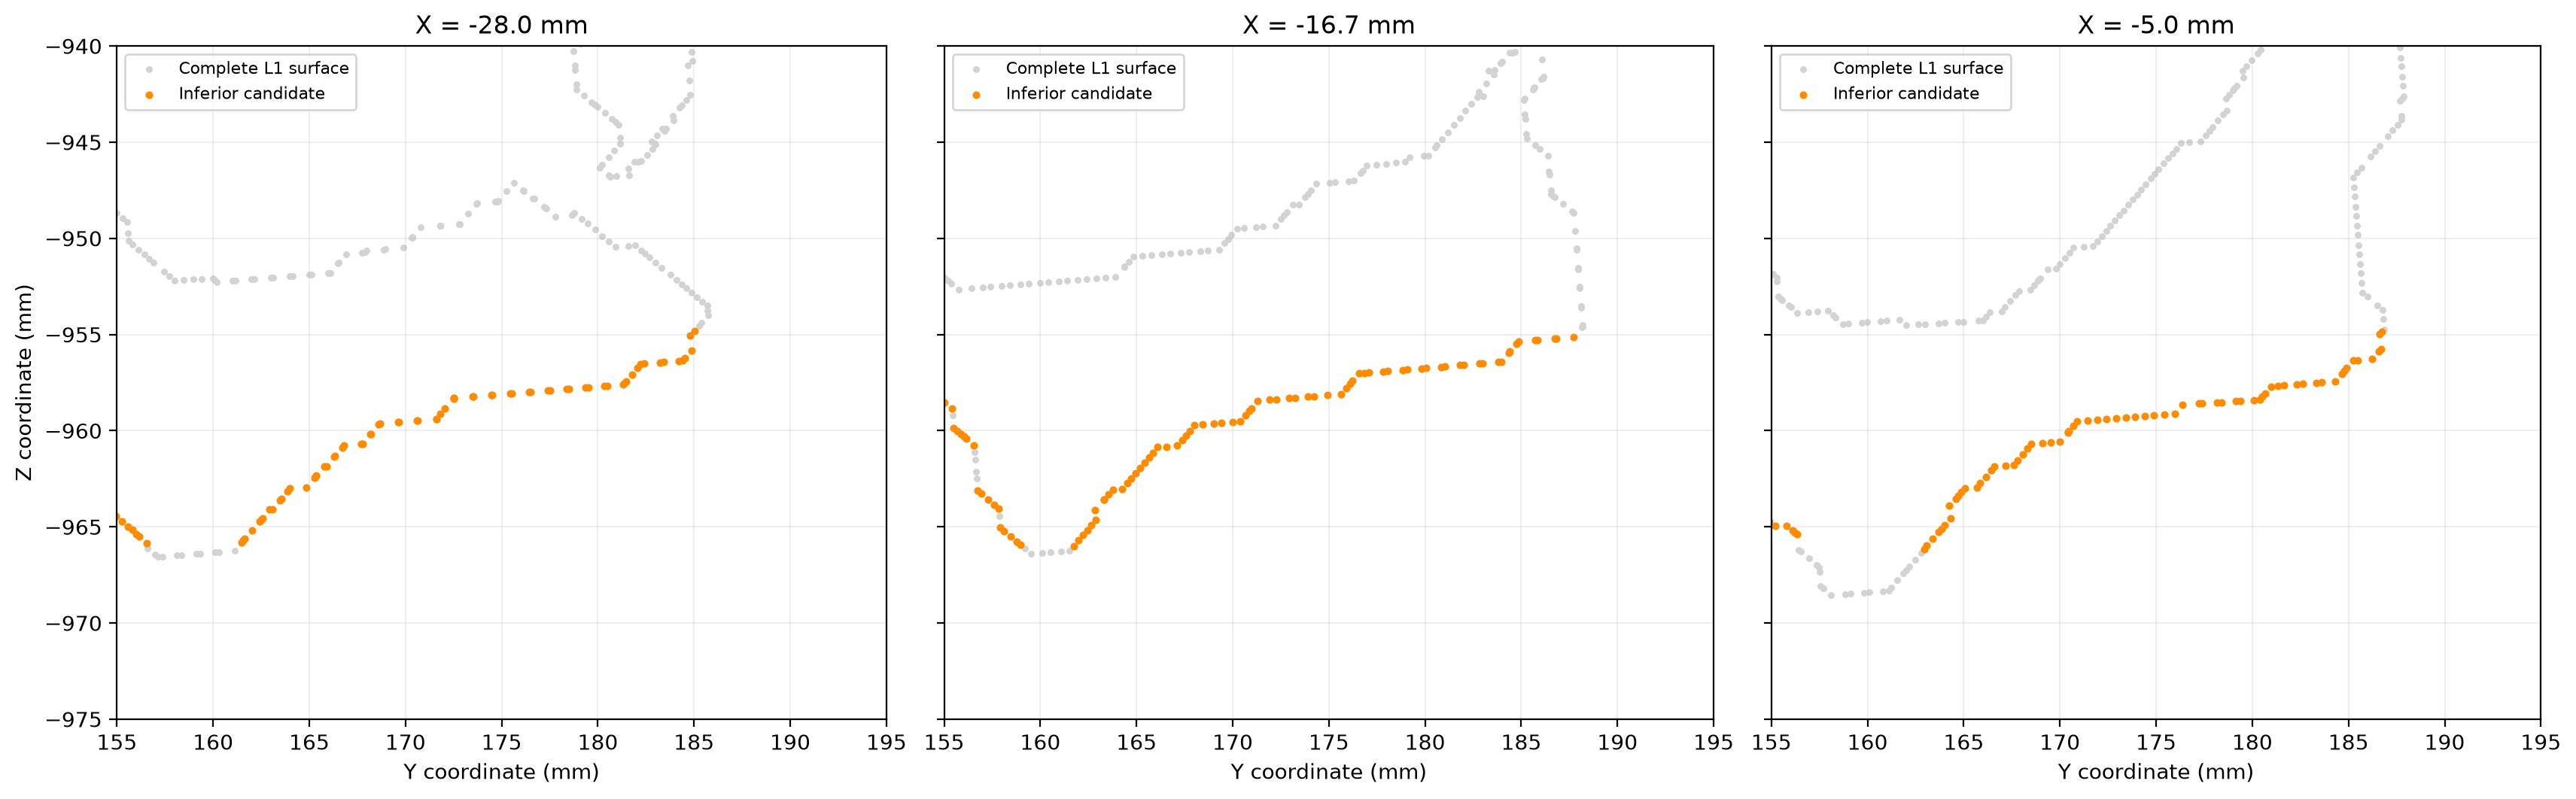 X = -28.0 mm
X = -16.7 mm
X = -5.0 mm
−940
−945
−950
−955
−960
−965
−970
−975
Z coordinate (mm)
Complete L1 surface
Inferior candidate
Complete L1 surface
Inferior candidate
Complete L1 surface
Inferior candidate
155 160 165 170 175 180 185 190 195
155 160 165 170 175 180 185 190 195
155 160 165 170 175 180 185 190 195
Y coordinate (mm)
Y coordinate (mm)
Y coordinate (mm)